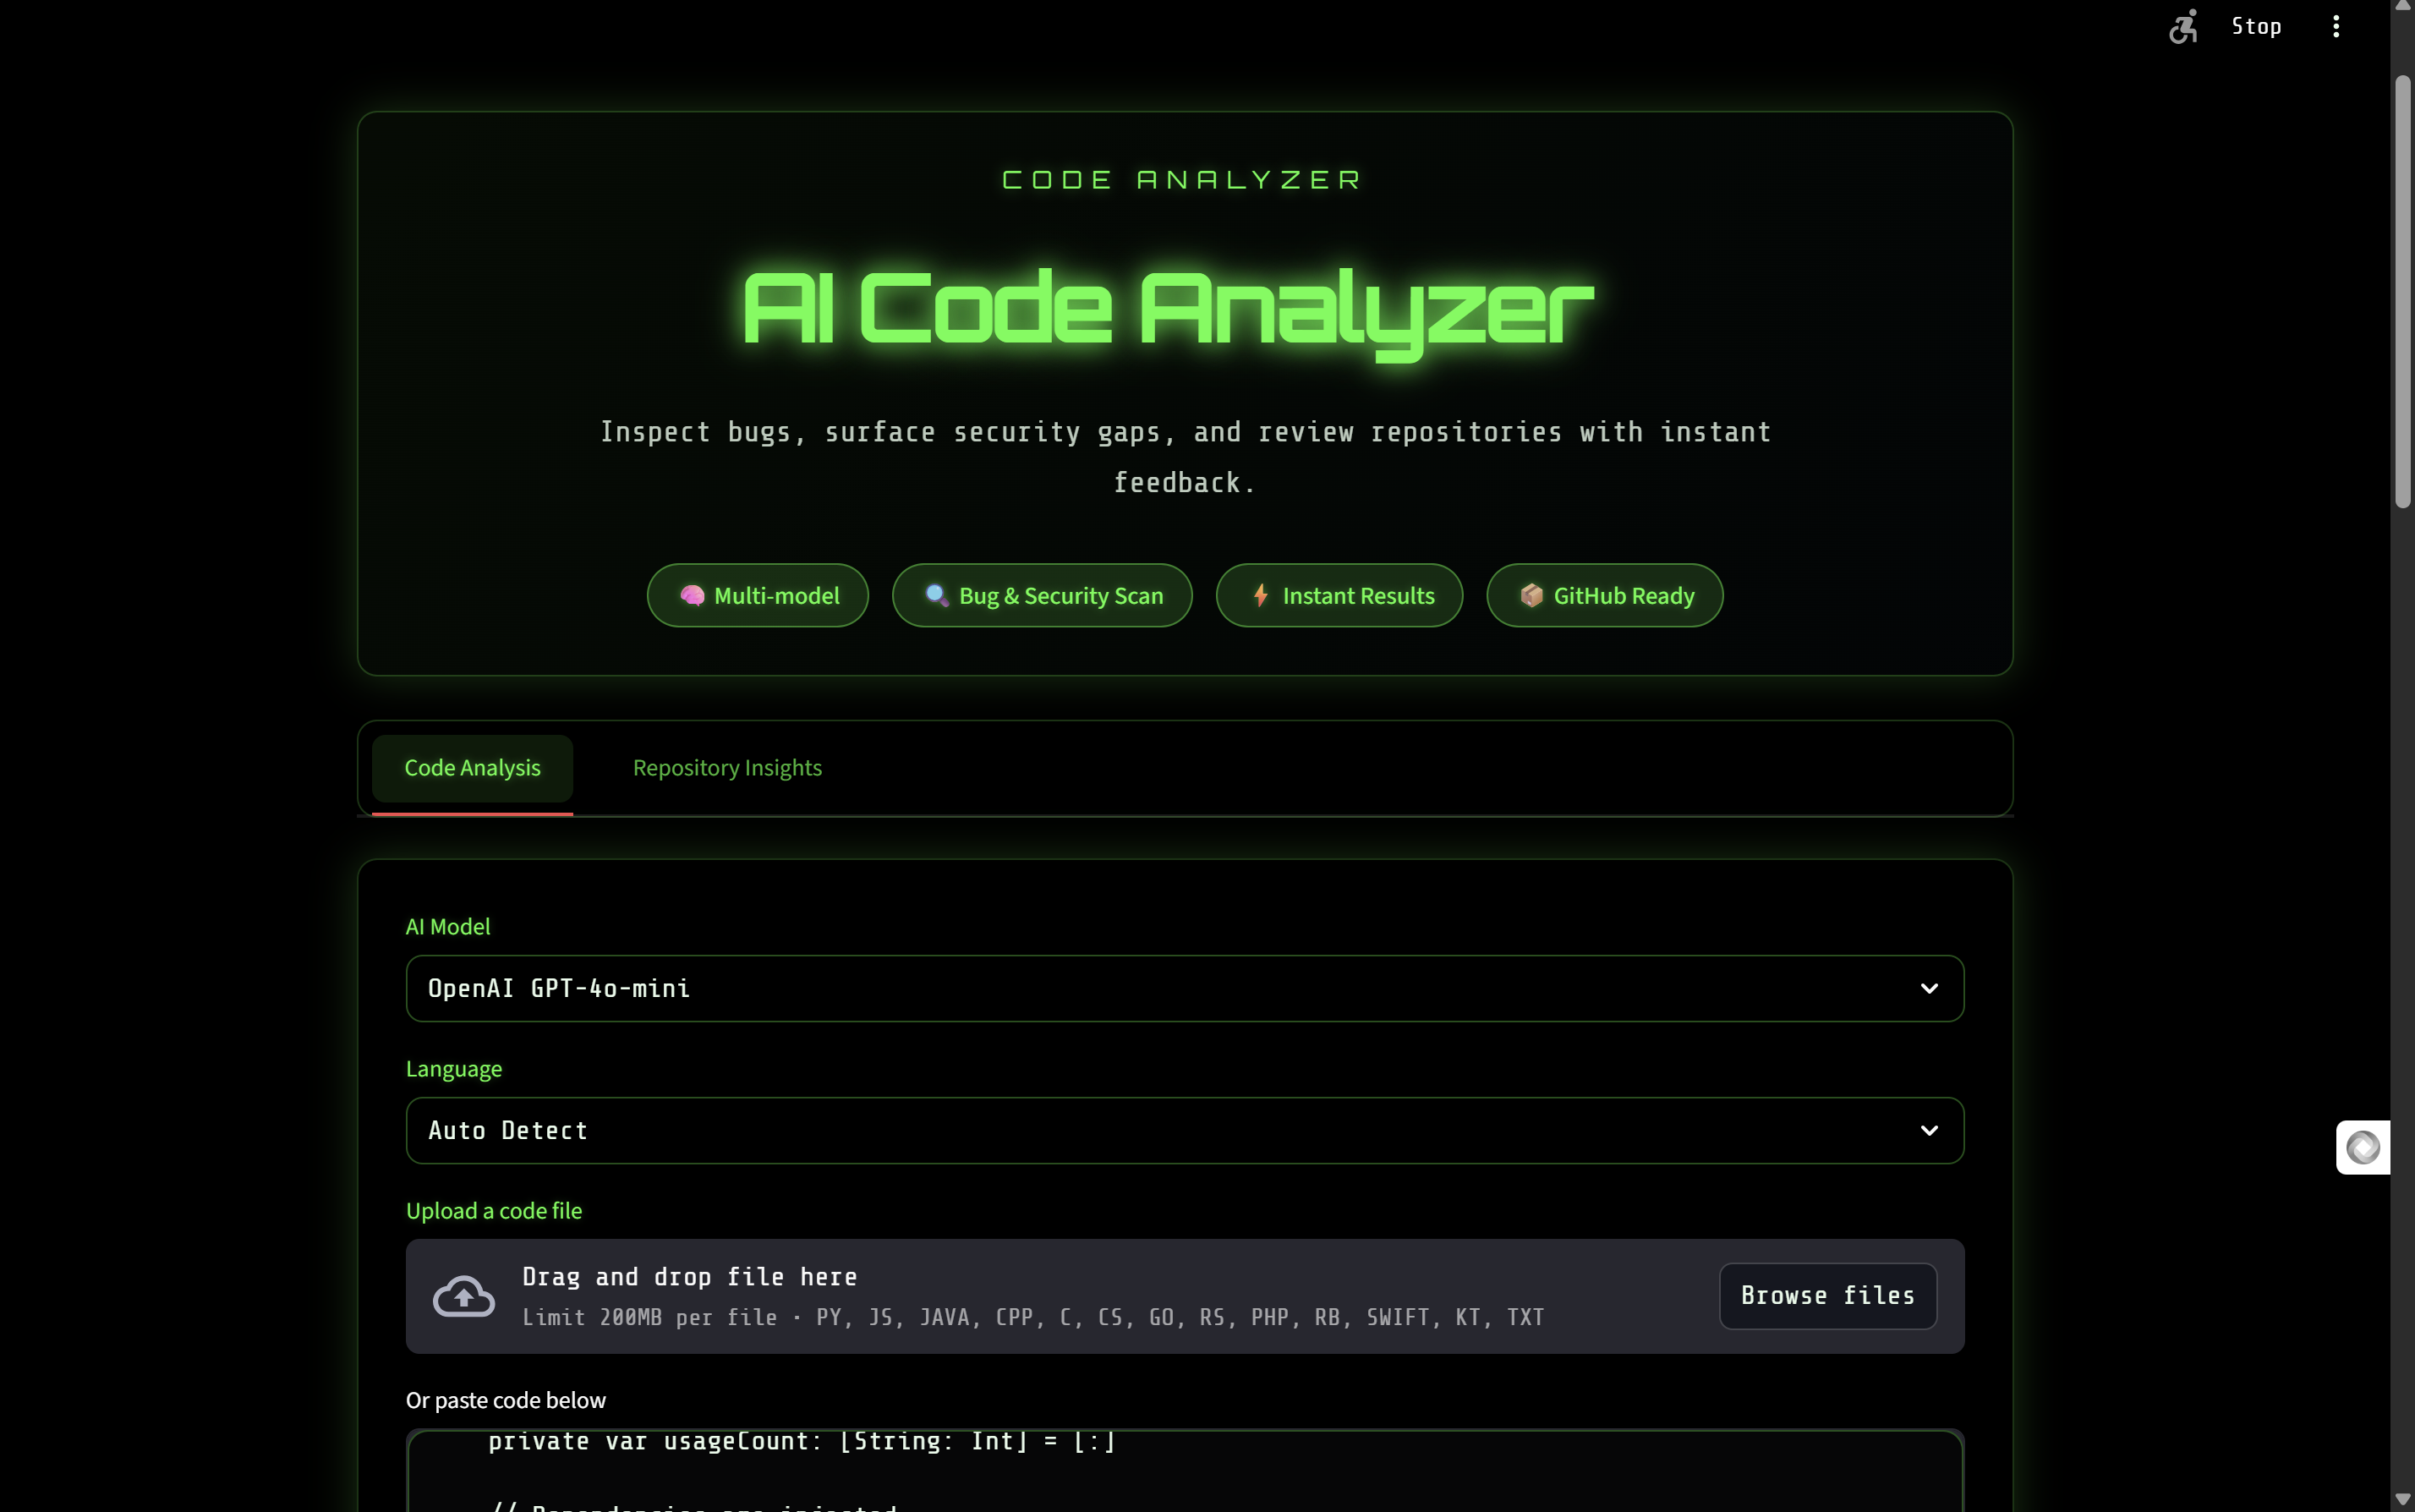 Stop
CODE ANALYZER
AI Code Analyzer
Inspect bugs, surface security gaps, and review repositories with instant
feedback.
Multi-model
Bug & Security Scan
Instant Results
GitHub Ready
Code Analysis
Repository Insights
AI Model
OpenAI GPT-4o-mini
Language
Auto Detect
Upload a code file
Drag and drop file here
Limit 200MB per file · PY, JS, JAVA, CPP, C, CS, GO, RS, PHP, RB, SWIFT, KT, TXT
Browse files
Or paste code below
private var usageCount: [String: Int] = [:]
// Dependencies are injected